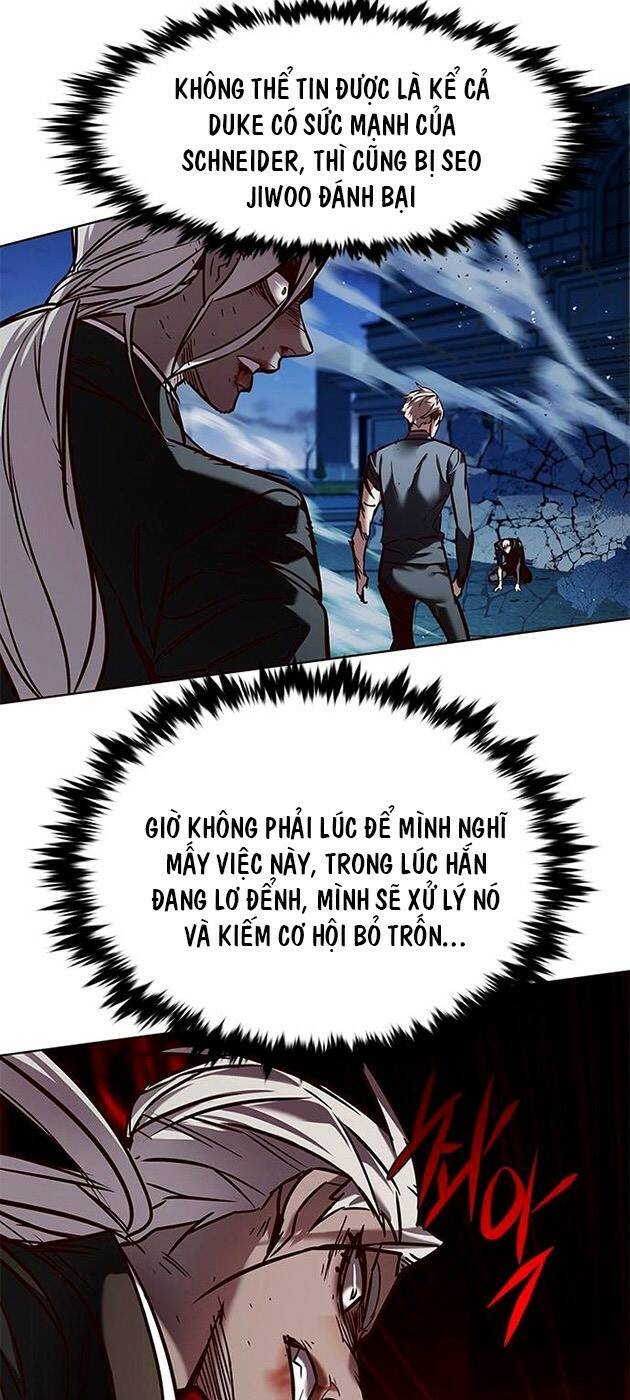 KHÔNG THỂ TIN ĐƯỢC LÀ KỂ CẢ
DUKE CÓ SỨC MẠNH CỦA
SCHNEIDER, THÌ CŨNG BỊ SEO
JIWOO ĐÁNH BẠI
GIỜ KHÔNG PHẢI LÚC ĐỂ MÌNH NGHĨ
MẤY VIỆC NÀY, TRONG LÚC HẮN
ĐANG LƠ ĐỄNH, MÌNH SẼ XỬ LÝ NÓ
VÀ KIẾM CƠ HỘI BỎ TRỐN...